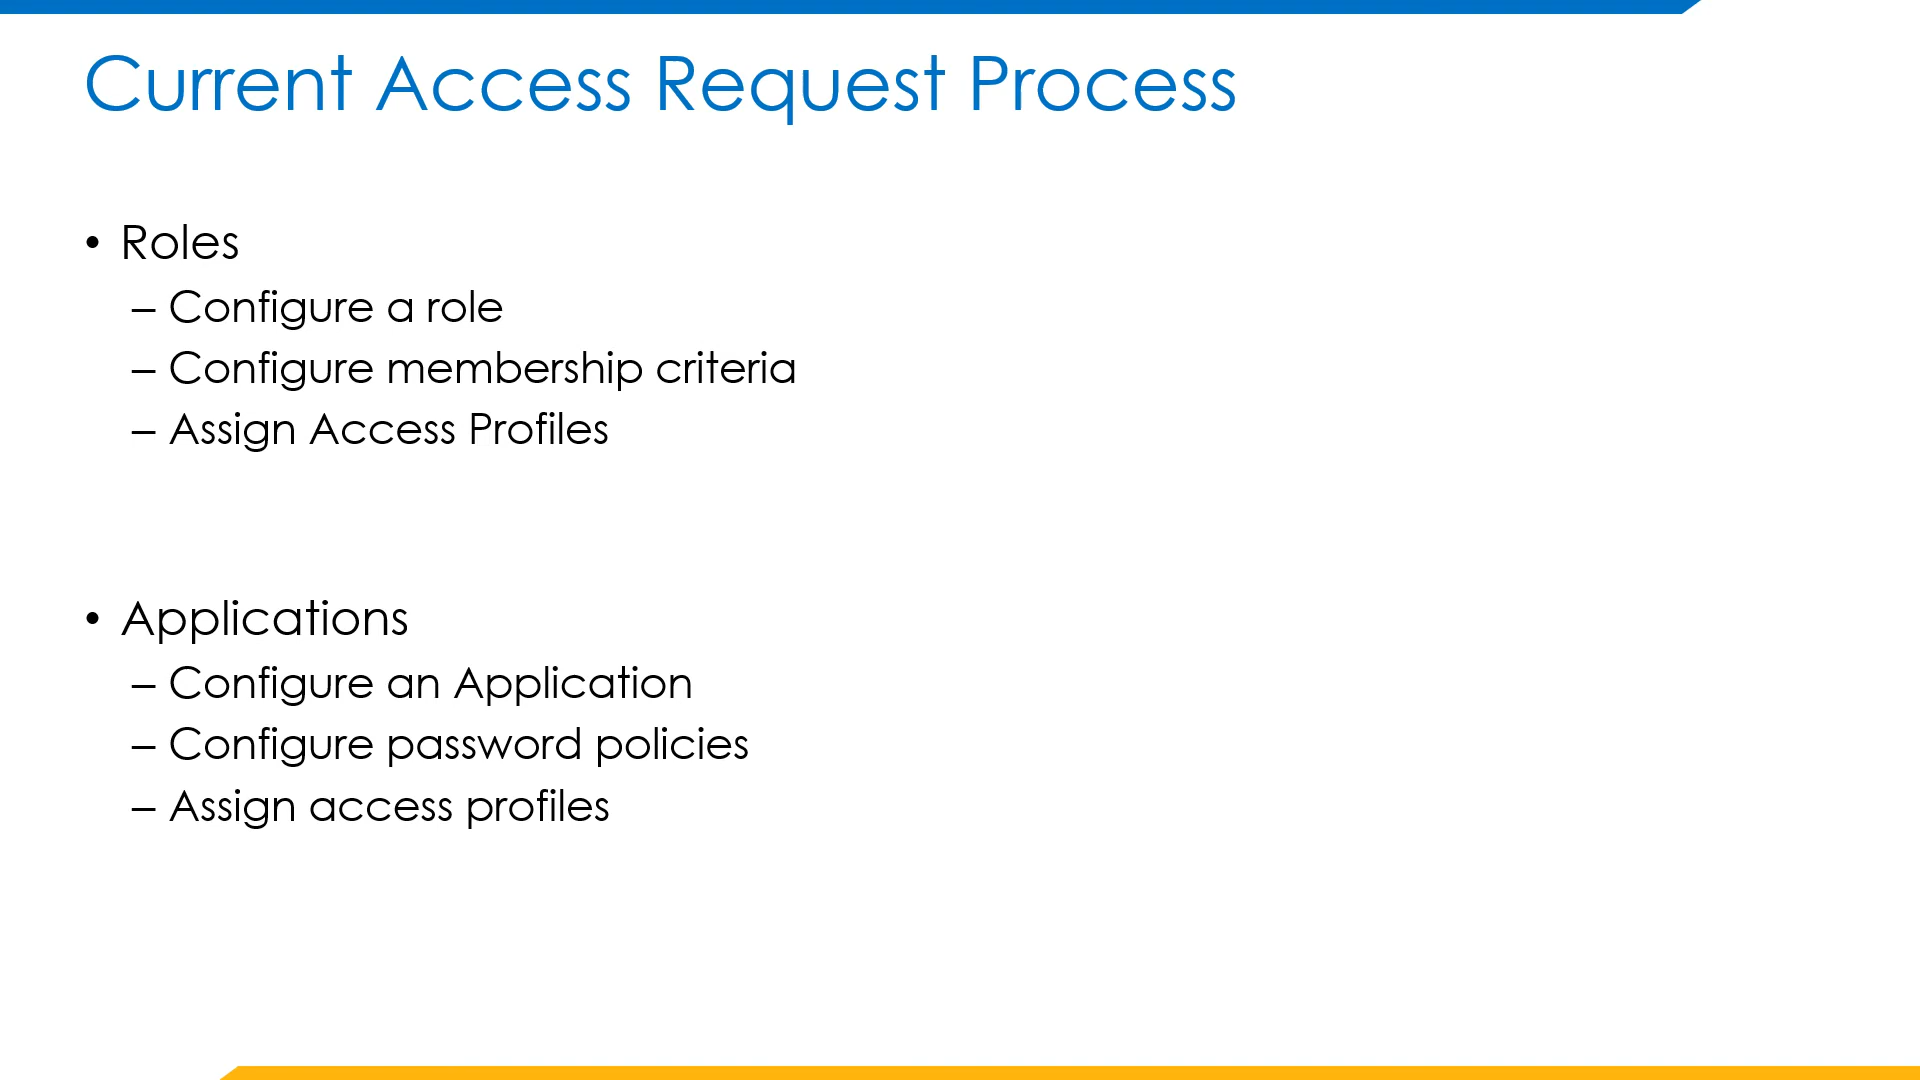 Current Access Request Process
• Roles
– Configure a role
– Configure membership criteria
– Assign Access Profiles
• Applications
– Configure an Application
– Configure password policies
– Assign access profiles